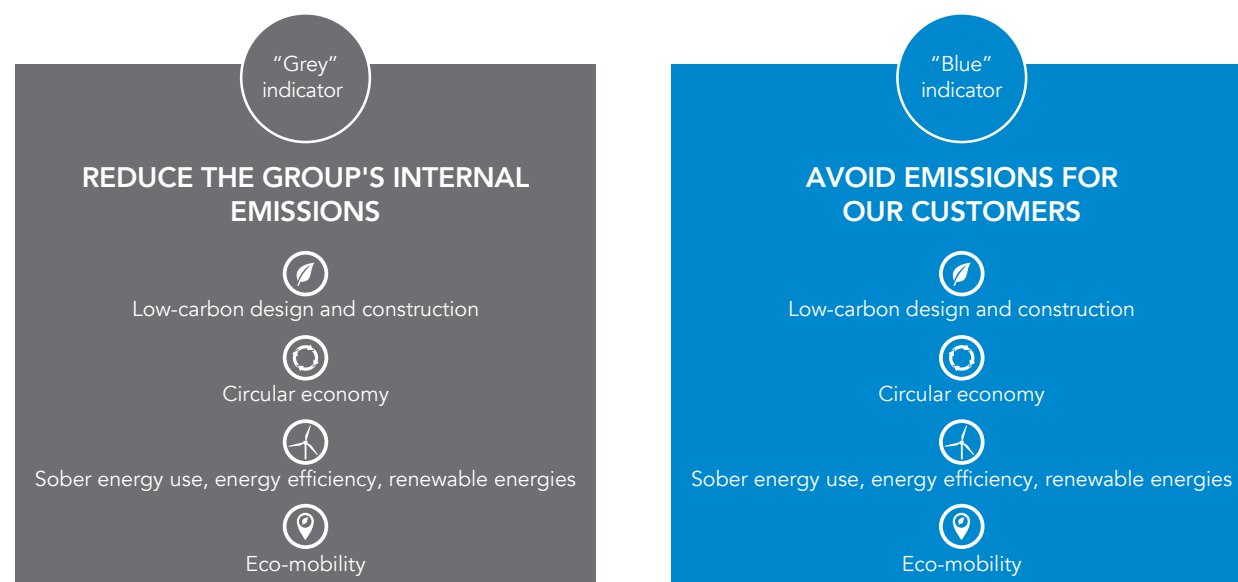 “Grey”
indicator
REDUCE THE GROUP'S INTERNAL
EMISSIONS
Low-carbon design and construction
Circular economy
Sober energy use, energy efficiency, renewable energies
Eco-mobility
“Blue”
indicator
AVOID EMISSIONS FOR
OUR CUSTOMERS
Low-carbon design and construction
Circular economy
Sober energy use, energy efficiency, renewable energies
Eco-mobility